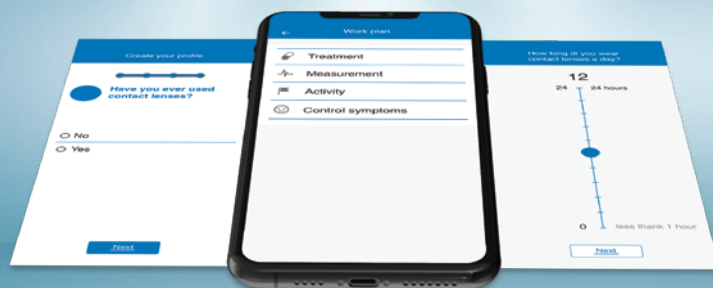 Create your profile
Have you ever used
contact lenses?
No
Yes
Next
Work plan
Treatment
Measurement
Activity
Control symptoms
How long di you wear
contact lenses a day?
12
24 24 hours
0 less thank 1 hour
Next